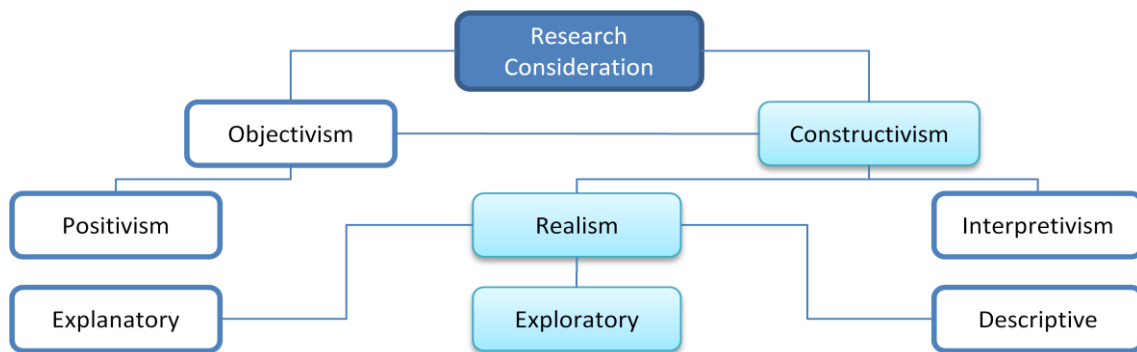 Research
Consideration
Objectivism
Constructivism
Positivism
Realism
Interpretivism
Explanatory
Exploratory
Descriptive